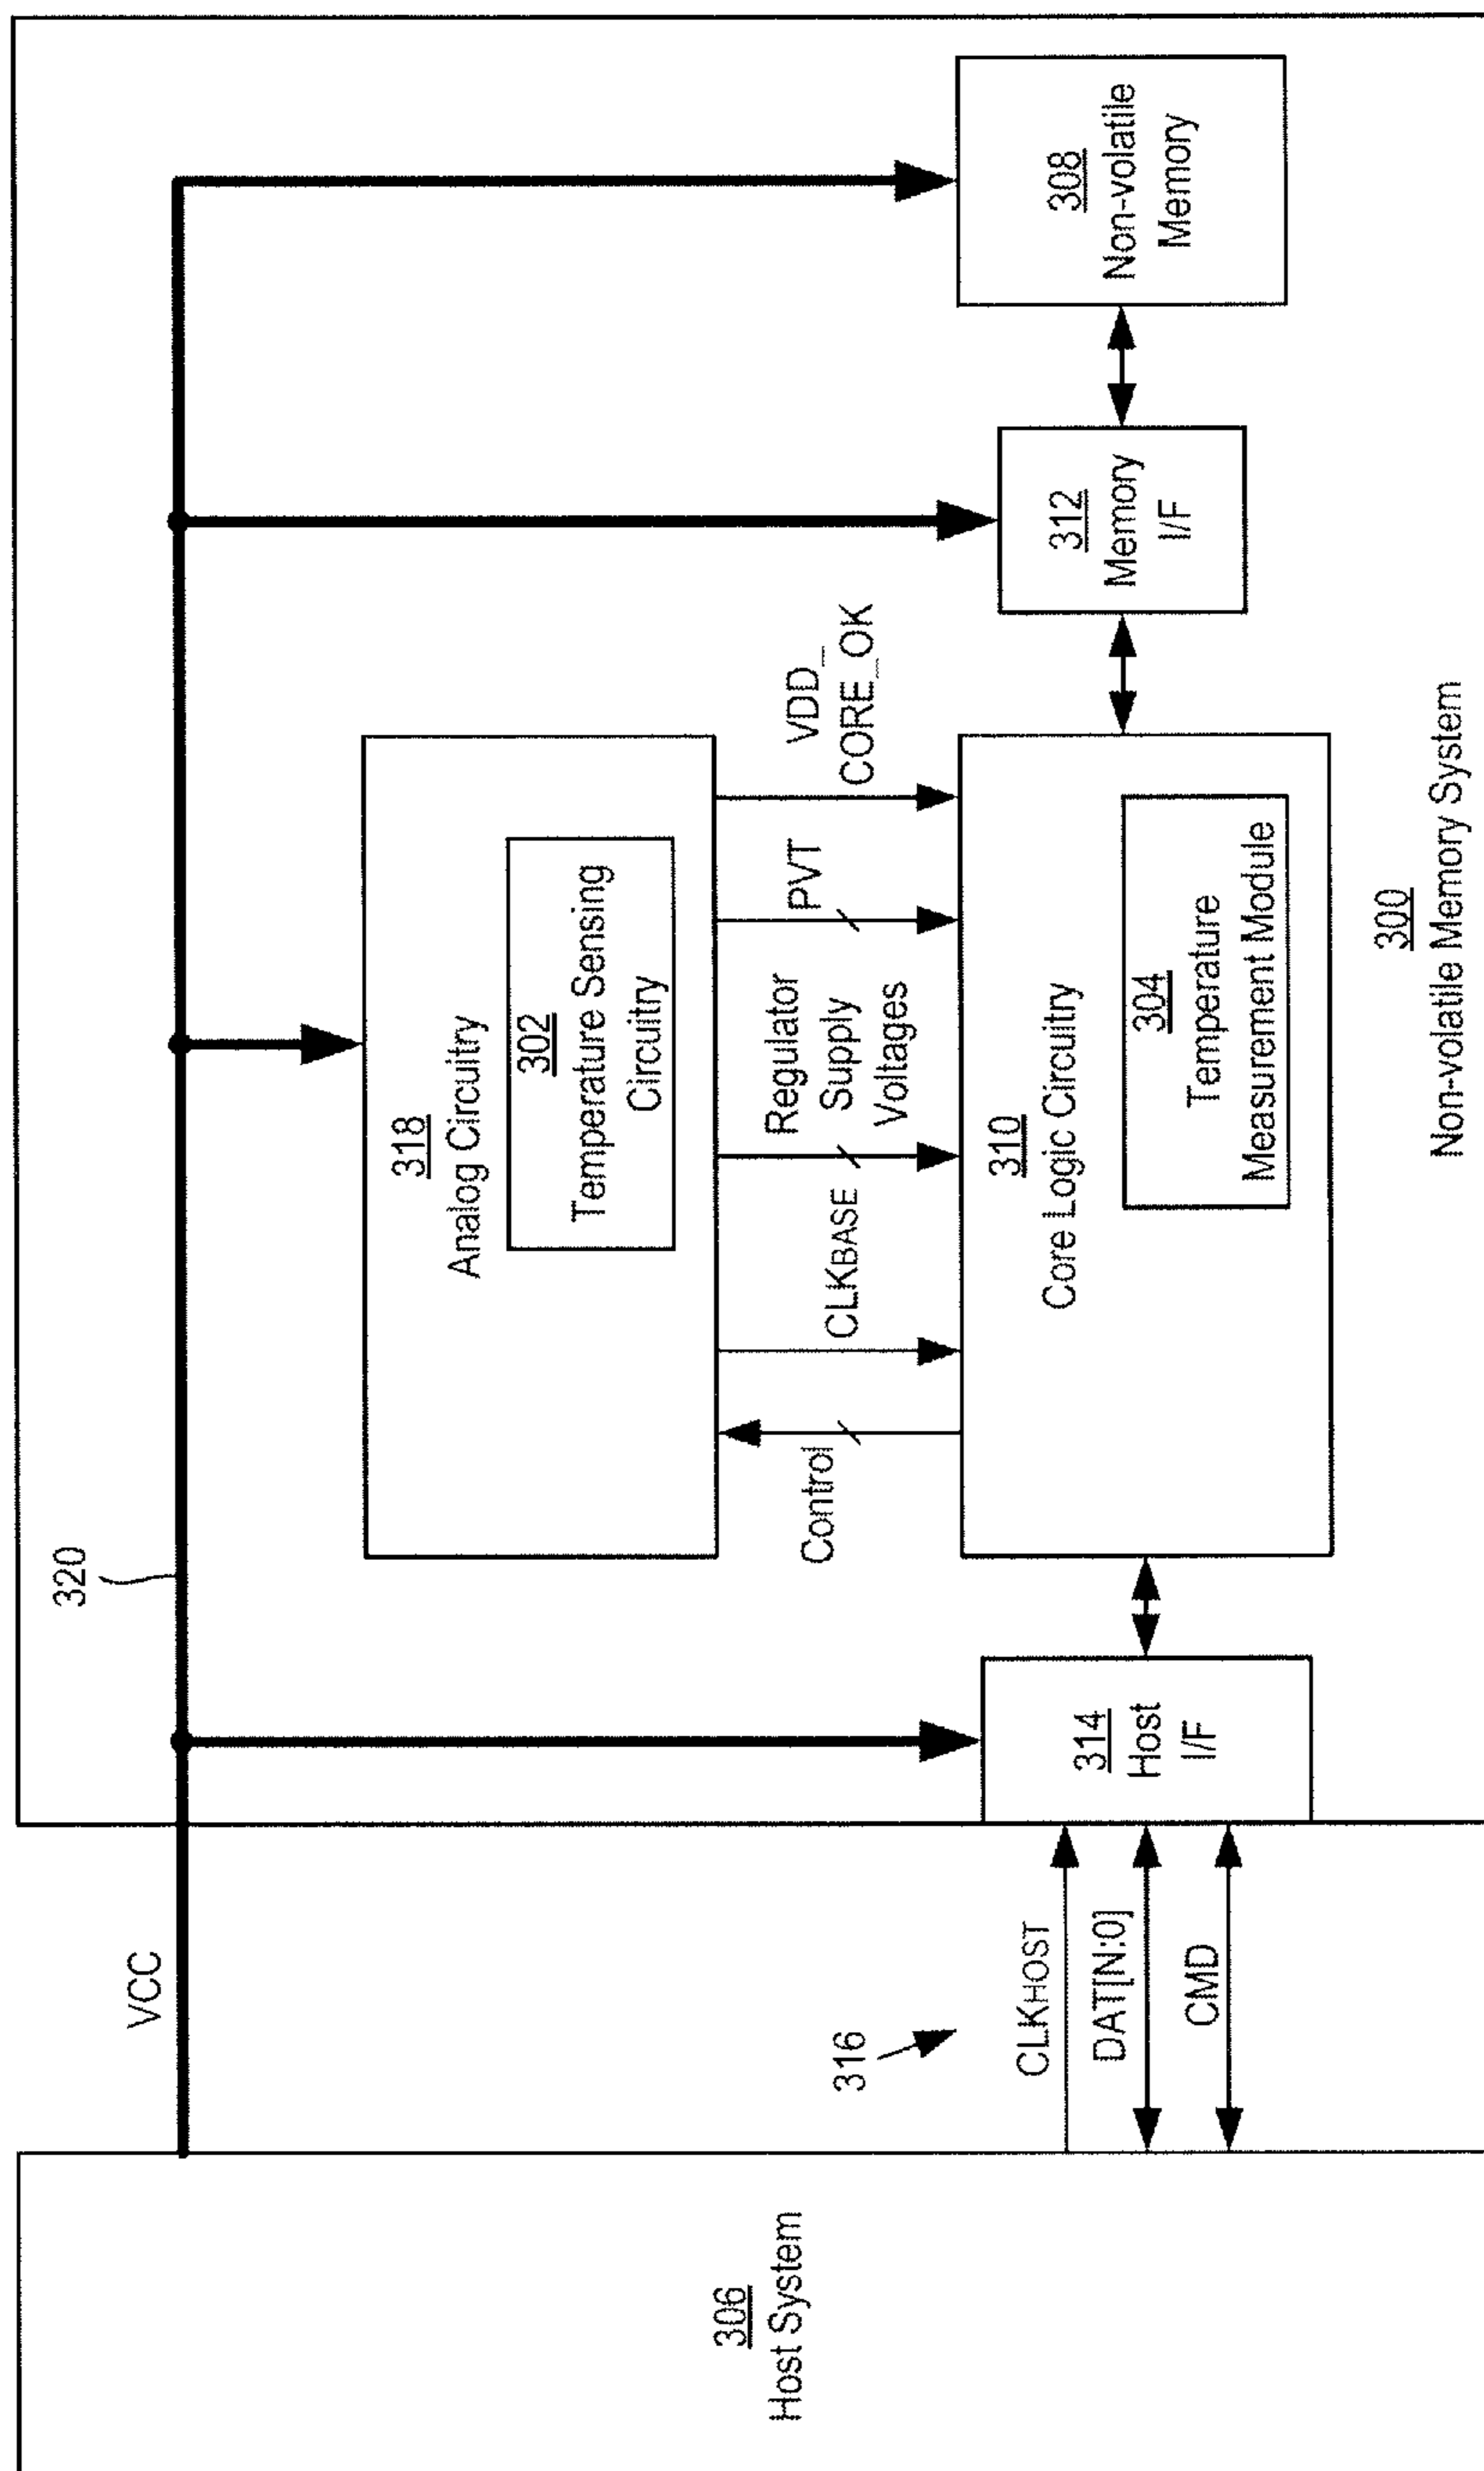 306
Host System
VCC
316
CLKHOST
DAT[N:0]
CMD
320
314
Host
I/F
318
Analog Circuitry
302
Temperature Sensing
Circuitry
Control
CLKBASE
Regulator
Supply
Voltages
PVT
VDD_
CORE_OK
310
Core Logic Circuitry
304
Temperature
Measurement Module
312
Memory
I/F
308
Non-volatile
Memory
300
Non-volatile Memory System